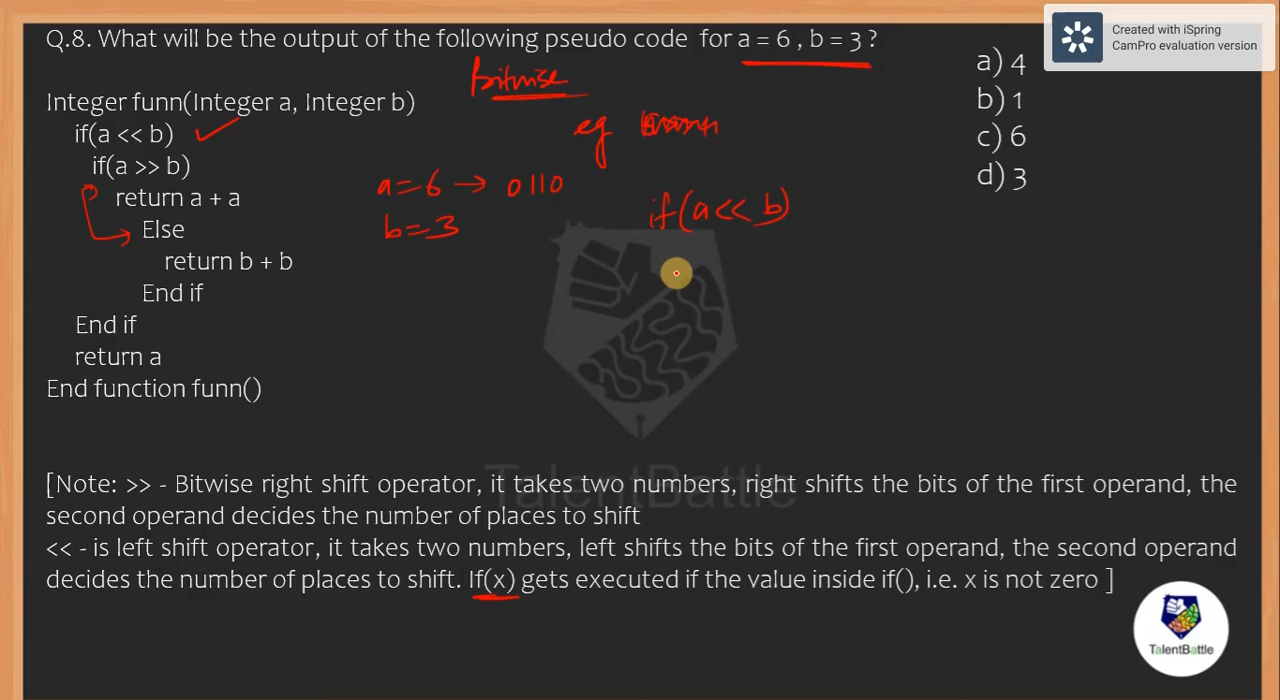 Q.8. What will be the output of the following pseudo code for a = 6 , b = 3 ?
Created with iSpring
CamPro evaluation version
a) 4
b) 1
c) 6
d) 3
Bitwise
Integer funn(Integer a, Integer b)
if(a << b)
if(a >> b)
return a + a
Else
return b + b
End if
End if
return a
End function funn()
eg
a = 6 → 0110
b = 3
if(a << b)
TalentBattle
[Note: >> - Bitwise right shift operator, it takes two numbers, right shifts the bits of the first operand, the
second operand decides the number of places to shift
<< - is left shift operator, it takes two numbers, left shifts the bits of the first operand, the second operand
decides the number of places to shift. If(x) gets executed if the value inside if(), i.e. x is not zero ]
TalentBattle